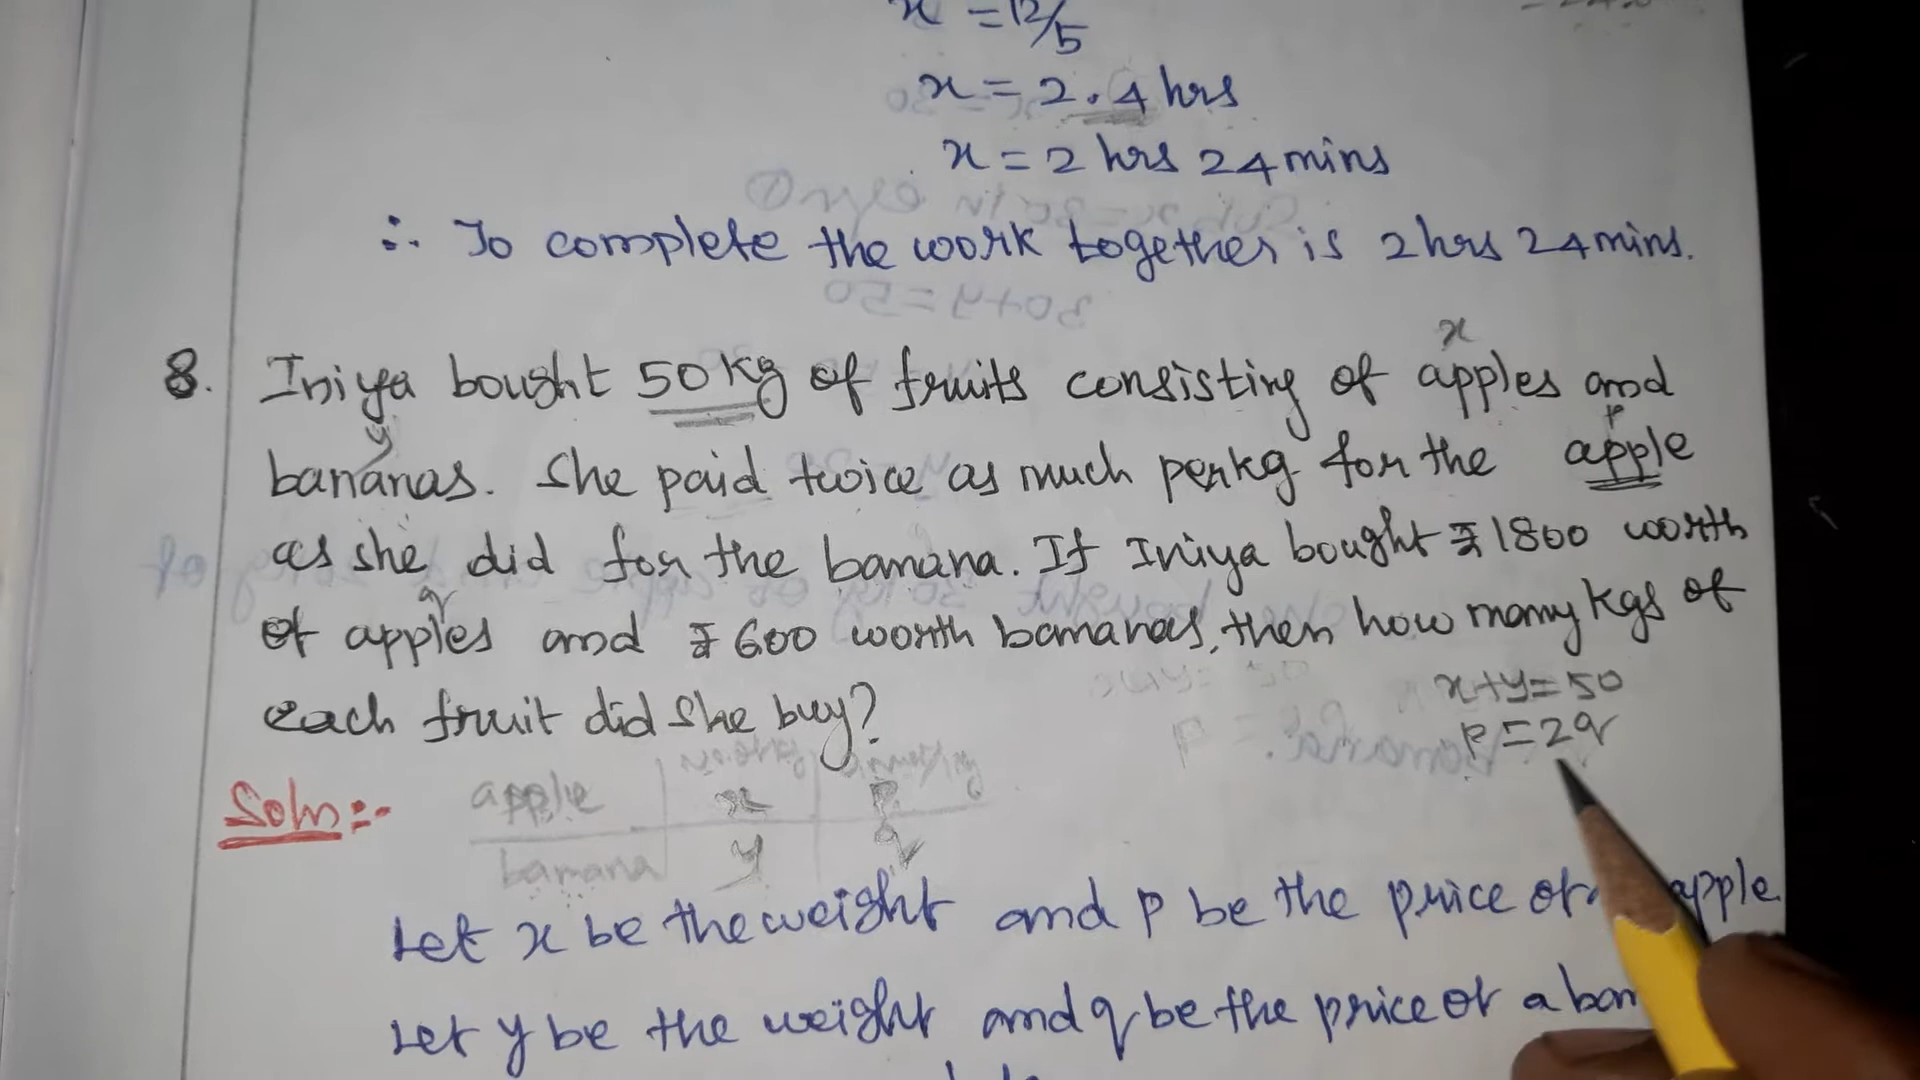 x = 12/5
x = 2.4 hrs
x = 2 hrs 24 mins
∴ To complete the work together is 2 hrs 24 mins.
x
8. Iniya bought 50 kg of fruits consisting of apples and
y p
bananas. She paid twice as much per kg for the apple
as she did for the banana. If Iniya bought ₹ 1800 worth
q
of apples and ₹ 600 worth bananas, then how many kgs of
each fruit did she buy?
x+y=50
p=2q
Soln:-
apple x p
banana y q
Let x be the weight and p be the price of apple
Let y be the weight and q be the price of a ban